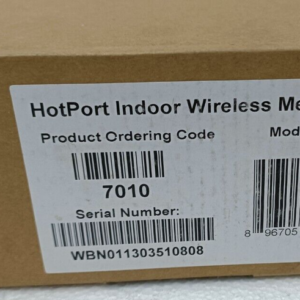 HotPort Indoor Wireless Me
Product Ordering Code Mod
7010
Serial Number:
8 96705
WBN011303510808